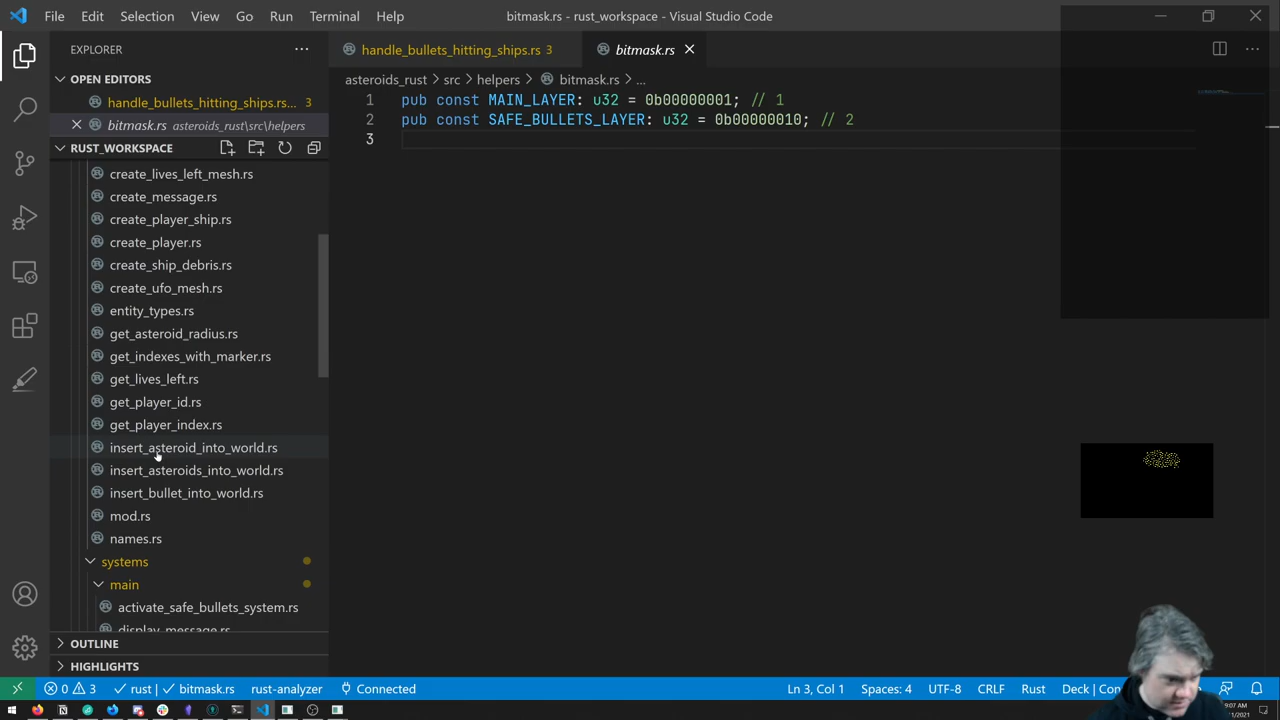 File Edit Selection View Go Run Terminal Help bitmask.rs - rust_workspace - Visual Studio Code
EXPLORER
handle_bullets_hitting_ships.rs 3
bitmask.rs
OPEN EDITORS
asteroids_rust > src > helpers > bitmask.rs > ...
handle_bullets_hitting_ships.rs... 3
bitmask.rs asteroids_rust\src\helpers
RUST_WORKSPACE
1 pub const MAIN_LAYER: u32 = 0b00000001; // 1
2 pub const SAFE_BULLETS_LAYER: u32 = 0b00000010; // 2
3
create_lives_left_mesh.rs
create_message.rs
create_player_ship.rs
create_player.rs
create_ship_debris.rs
create_ufo_mesh.rs
entity_types.rs
get_asteroid_radius.rs
get_indexes_with_marker.rs
get_lives_left.rs
get_player_id.rs
get_player_index.rs
insert_asteroid_into_world.rs
insert_asteroids_into_world.rs
insert_bullet_into_world.rs
mod.rs
names.rs
systems
main
activate_safe_bullets_system.rs
display_message.rs
OUTLINE
HIGHLIGHTS
0 3 rust | bitmask.rs rust-analyzer Connected Ln 3, Col 1 Spaces: 4 UTF-8 CRLF Rust Deck | Con